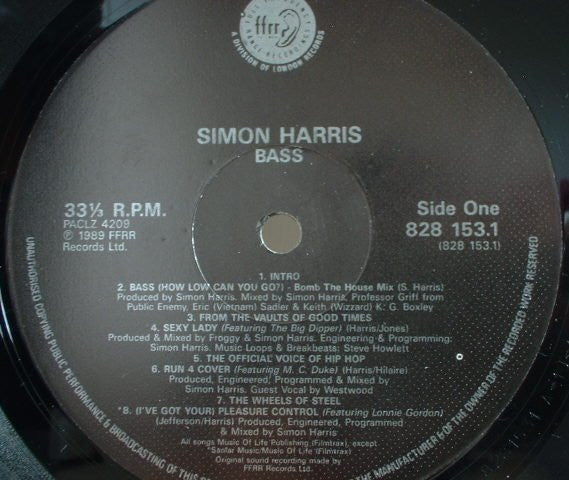 ffrr
A DIVISION OF LONDON RECORDS
SIMON HARRIS
BASS
33⅓ R.P.M.
PACLZ 4209
℗ 1989 FFRR
Records Ltd.
Side One
828 153.1
(828 153.1)
1. INTRO
2. BASS (HOW LOW CAN YOU GO?) - Bomb The House Mix (S. Harris)
Produced by Simon Harris. Mixed by Simon Harris, Professor Griff from
Public Enemy, Eric (Vietnam) Sadler & Keith (Wizzard) K: G. Boxley
3. FROM THE VAULTS OF GOOD TIMES
4. SEXY LADY (Featuring The Big Dipper) (Harris/Jones)
Produced & Mixed by Froggy & Simon Harris. Engineering & Programming:
Simon Harris. Music Loops & Breakbeats: Steve Howlett
5. THE OFFICIAL VOICE OF HIP HOP
6. RUN 4 COVER (Featuring M. C. Duke) (Harris/Hilaire)
Produced, Engineered, Programmed & Mixed by
Simon Harris. Guest Vocal by Westwood
7. THE WHEELS OF STEEL
*8. (I'VE GOT YOUR) PLEASURE CONTROL (Featuring Lonnie Gordon)
(Jefferson/Harris) Produced, Engineered, Programmed
& Mixed by Simon Harris
All songs Music Of Life Publishing (Filmtrax), except
*Sanlar Music/Music Of Life (Filmtrax)
Original sound recording made by
FFRR Records Ltd.
UNAUTHORISED COPYING PUBLIC PERFORMANCE & BROADCASTING OF THIS
THE MANUFACTURER & OF THE OWNER OF THE RECORDED WORK RESERVED